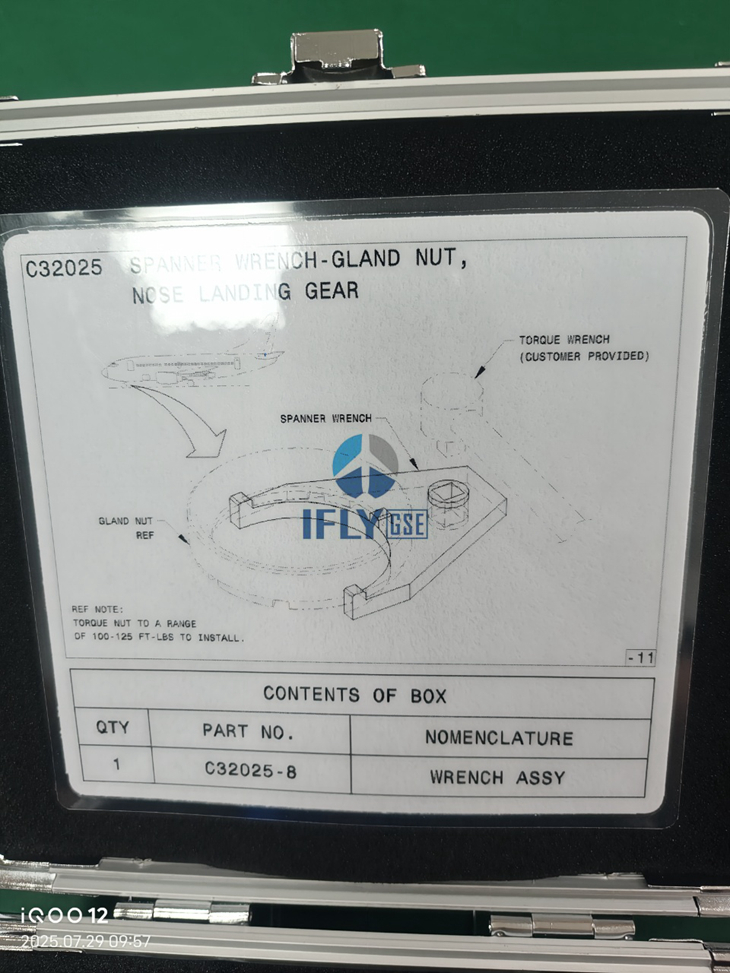 C32025 SPANNER WRENCH-GLAND NUT,
NOSE LANDING GEAR
TORQUE WRENCH
(CUSTOMER PROVIDED)
SPANNER WRENCH
GLAND NUT
REF
IFLY GSE
REF NOTE:
TORQUE NUT TO A RANGE
OF 100-125 FT-LBS TO INSTALL.
-11
CONTENTS OF BOX
QTY PART NO. NOMENCLATURE
1 C32025-8 WRENCH ASSY
iQOO 12
2025.07.29 09:57